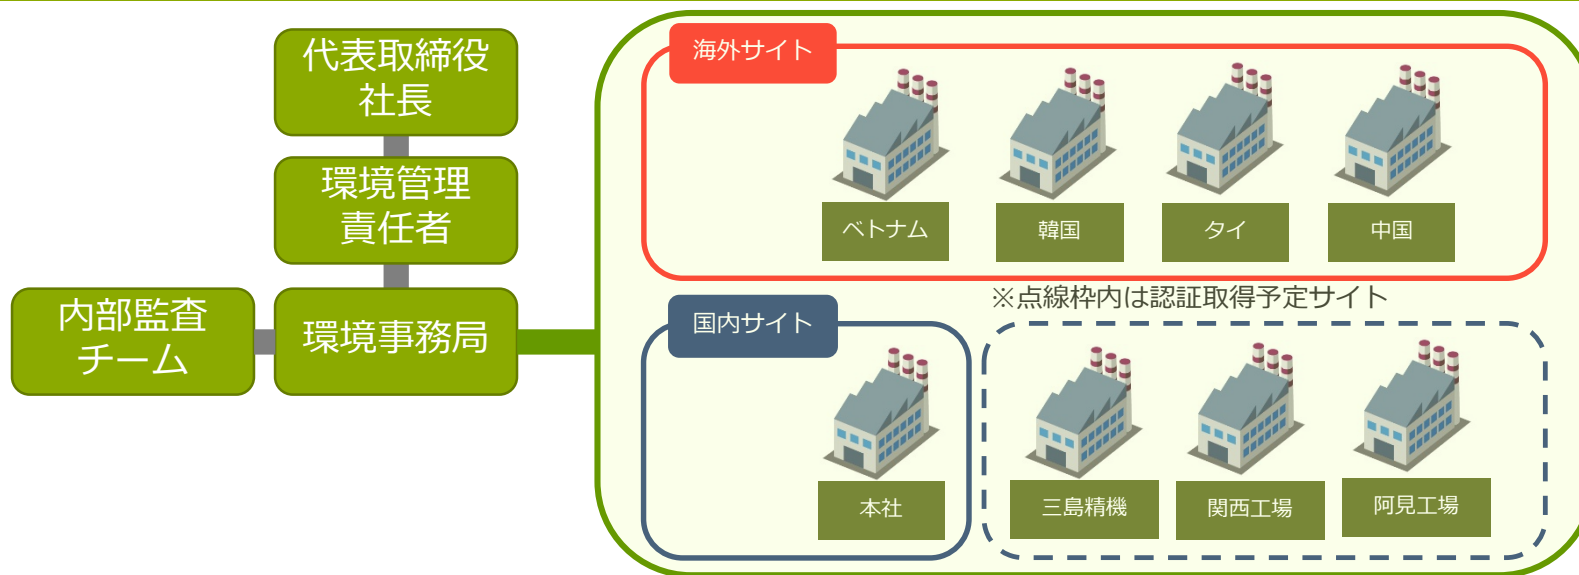 代表取締役
社長
環境管理
責任者
内部監査
チーム
環境事務局
海外サイト
ベトナム
韓国
タイ
中国
※点線枠内は認証取得予定サイト
国内サイト
本社
三島精機
関西工場
阿見工場